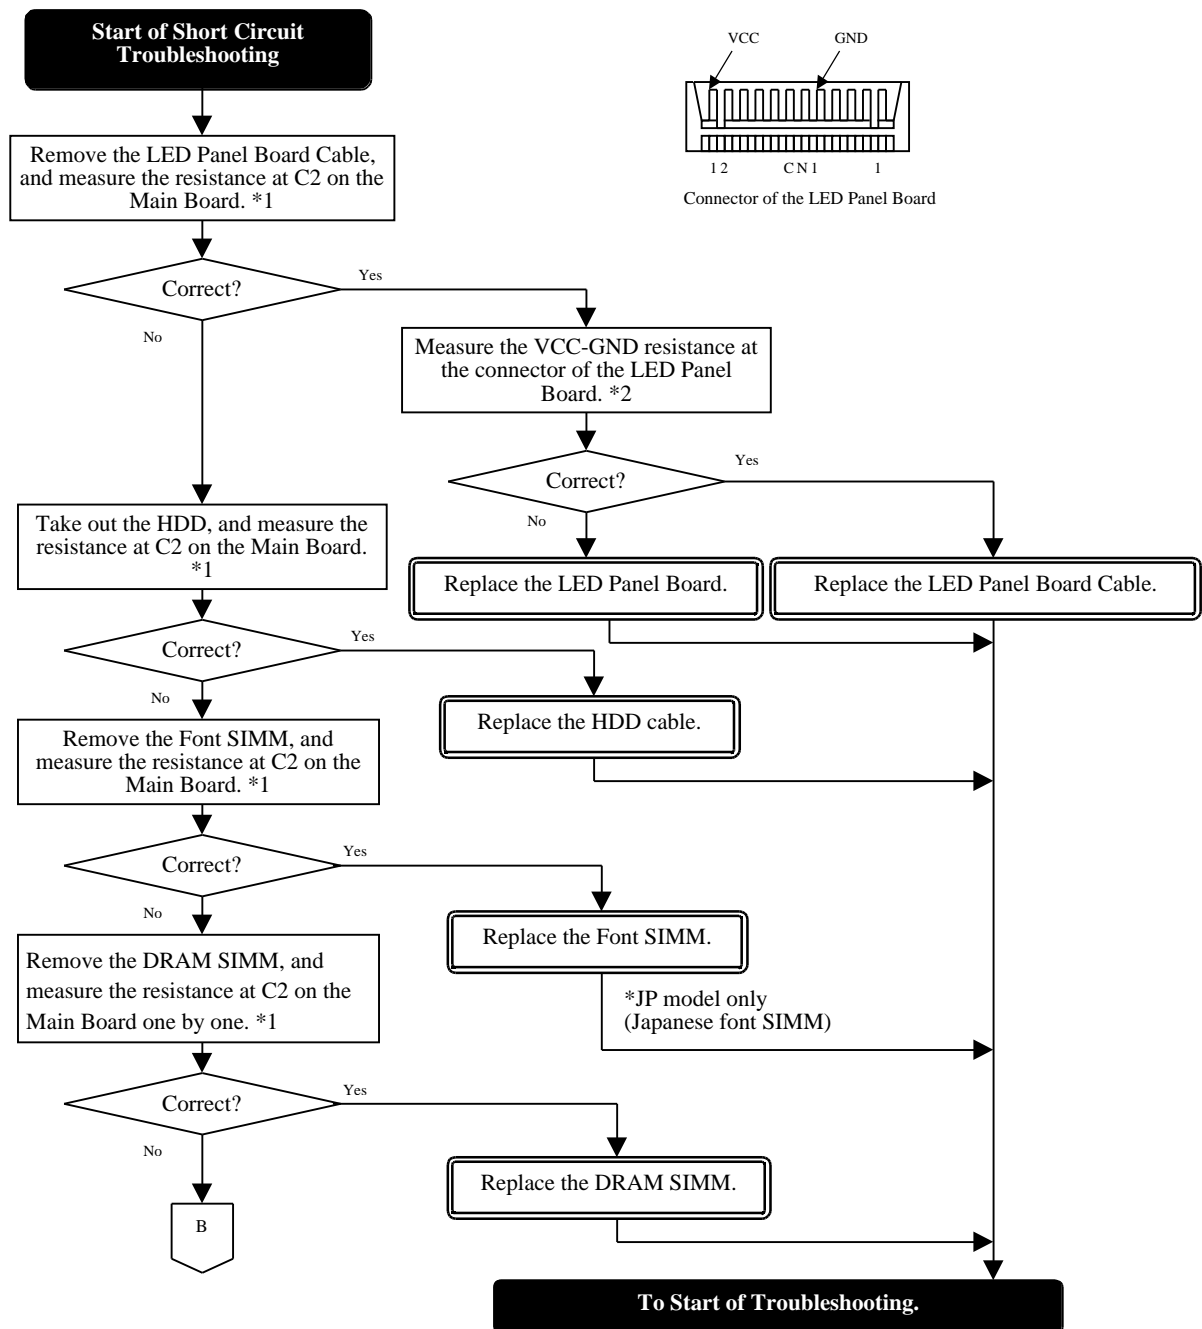 Start of Short Circuit
Troubleshooting
VCC
GND
1 2
C N 1
1
Connector of the LED Panel Board
Remove the LED Panel Board Cable,
and measure the resistance at C2 on the
Main Board. *1
Correct?
Yes
No
Measure the VCC-GND resistance at
the connector of the LED Panel
Board. *2
Correct?
Yes
No
Take out the HDD, and measure the
resistance at C2 on the Main Board.
*1
Replace the LED Panel Board.
Replace the LED Panel Board Cable.
Correct?
Yes
No
Replace the HDD cable.
Remove the Font SIMM, and
measure the resistance at C2 on the
Main Board. *1
Correct?
Yes
No
Replace the Font SIMM.
*JP model only
(Japanese font SIMM)
Remove the DRAM SIMM, and
measure the resistance at C2 on the
Main Board one by one. *1
Correct?
Yes
No
Replace the DRAM SIMM.
B
To Start of Troubleshooting.